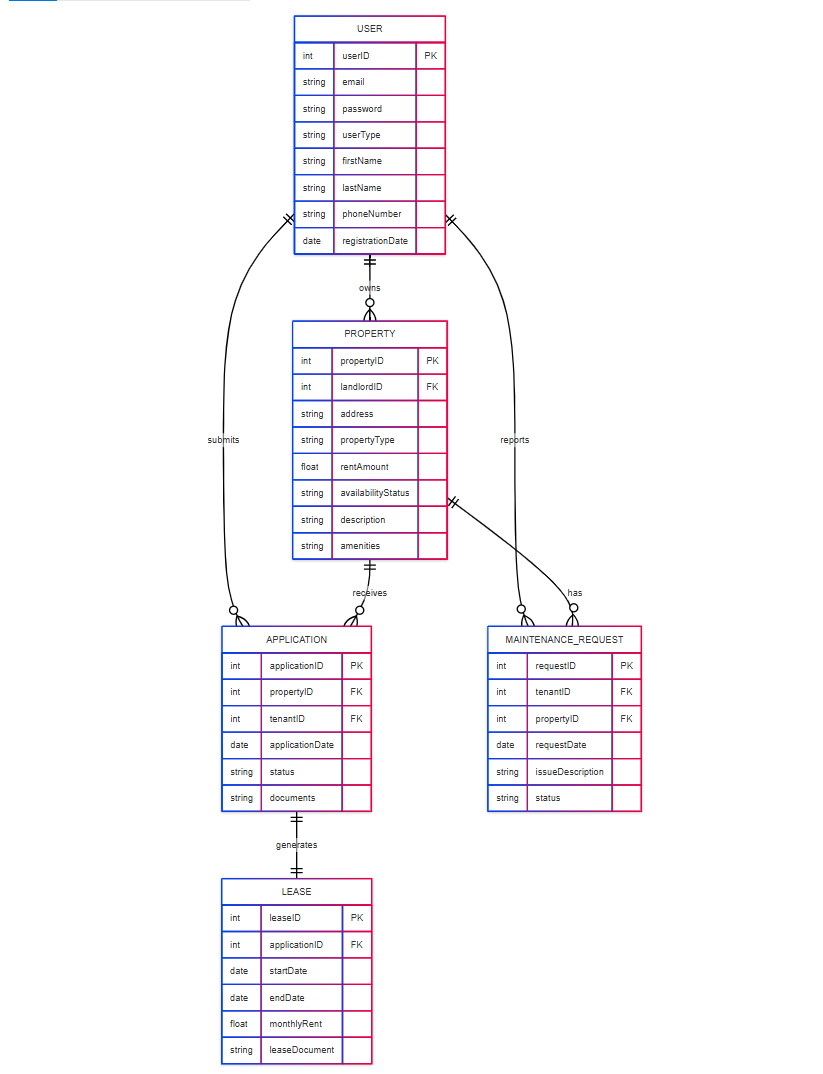 USER
int userID PK
string email
string password
string userType
string firstName
string lastName
string phoneNumber
date registrationDate
owns
PROPERTY
int propertyID PK
int landlordID FK
string address
string propertyType
float rentAmount
string availabilityStatus
string description
string amenities
submits
reports
receives
has
APPLICATION
int applicationID PK
int propertyID FK
int tenantID FK
date applicationDate
string status
string documents
MAINTENANCE_REQUEST
int requestID PK
int tenantID FK
int propertyID FK
date requestDate
string issueDescription
string status
generates
LEASE
int leaseID PK
int applicationID FK
date startDate
date endDate
float monthlyRent
string leaseDocument